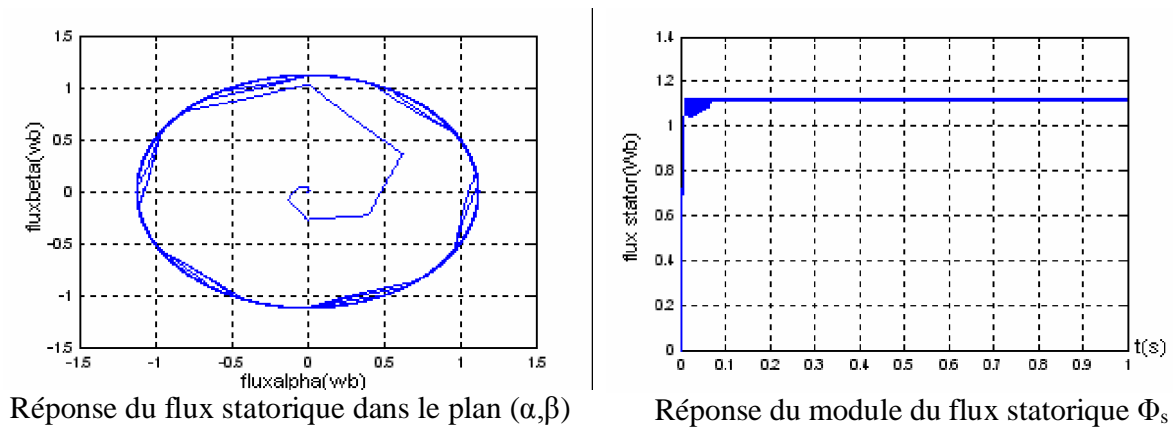 1.5
1
0.5
0
-0.5
-1
-1.5
fluxbeta(wb)
-1.5 -1 -0.5 0 0.5 1 1.5
fluxalpha(wb)
1.4
1.2
1
0.8
0.6
0.4
0.2
0
flux stator(Wb)
0 0.1 0.2 0.3 0.4 0.5 0.6 0.7 0.8 0.9 1
t(s)
Réponse du flux statorique dans le plan (α,β)
Réponse du module du flux statorique Φs